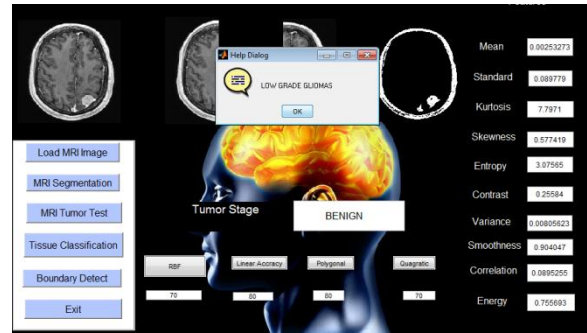 Features
Help Dialog
LOW GRADE GLIOMAS
OK
Mean 0.00253273
Standard 0.089779
Kurtosis 7.7971
Skewness 0.577419
Entropy 3.07565
Contrast 0.25584
Variance 0.00805623
Smoothness 0.904047
Correlation 0.0895255
Energy 0.755693
Load MRI Image
MRI Segmentation
MRI Tumor Test
Tissue Classification
Boundary Detect
Exit
Tumor Stage
BENIGN
RBF Linear Accracy Polygonal Quagratic
70 80 80 70